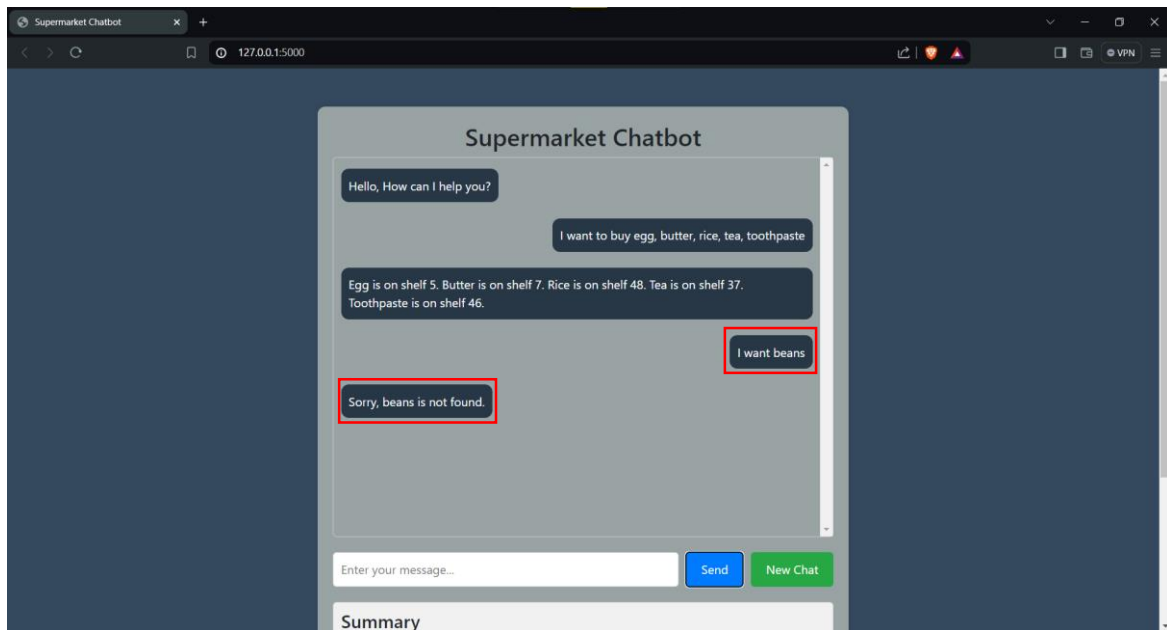 Supermarket Chatbot
127.0.0.1:5000
VPN
Supermarket Chatbot
Hello, How can I help you?
I want to buy egg, butter, rice, tea, toothpaste
Egg is on shelf 5. Butter is on shelf 7. Rice is on shelf 48. Tea is on shelf 37.
Toothpaste is on shelf 46.
I want beans
Sorry, beans is not found.
Enter your message...
Send
New Chat
Summary